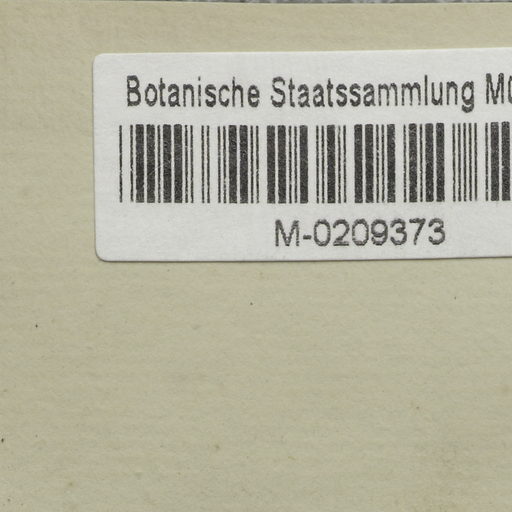 Botanische Staatssammlung
M-0209373